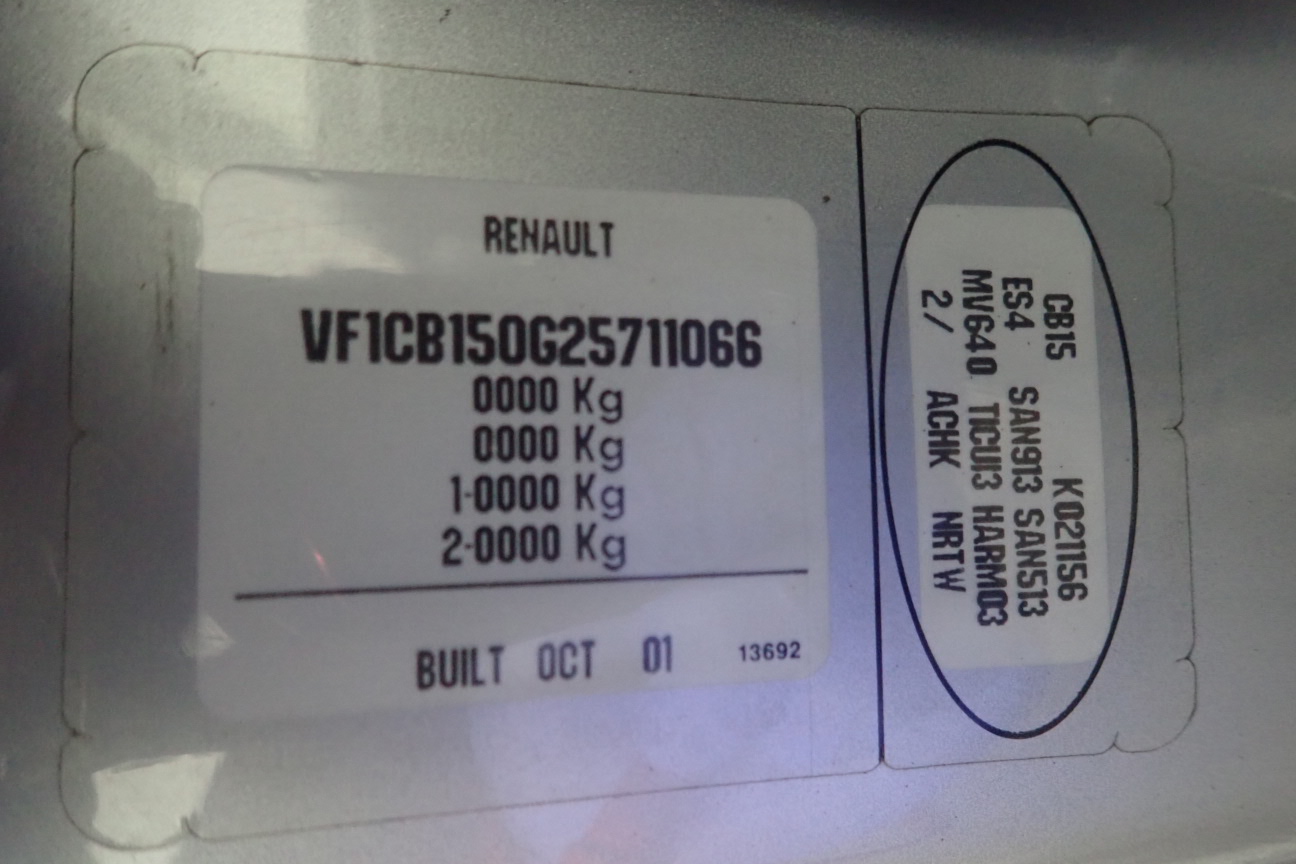 RENAULT
VF1CB150G25711066
0000 Kg
0000 Kg
1-0000 Kg
2-0000 Kg
BUILT OCT 01 13692
CB15 K021156
ES4 SAN913 SAN513
MV640 TICUI3 HARM03
2/ ACHK NRTW